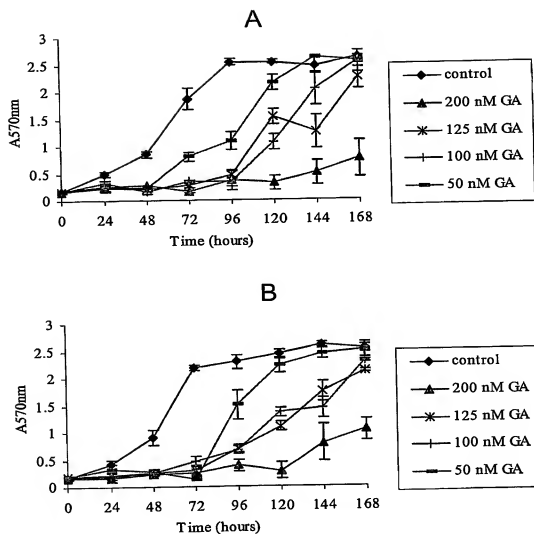 A
3
2.5
2
1.5
1
0.5
0
A570nm
0 24 48 72 96 120 144 168
Time (hours)
control
200 nM GA
125 nM GA
100 nM GA
50 nM GA
B
3
2.5
2
1.5
1
0.5
0
A570nm
0 24 48 72 96 120 144 168
Time (hours)
control
200 nM GA
125 nM GA
100 nM GA
50 nM GA